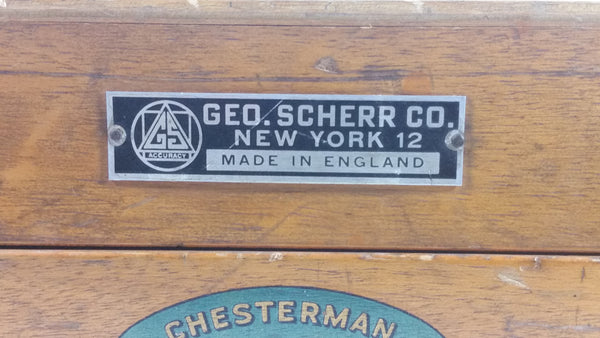 GS
ACCURACY
GEO. SCHERR CO.
NEW YORK 12
MADE IN ENGLAND
CHESTERMAN